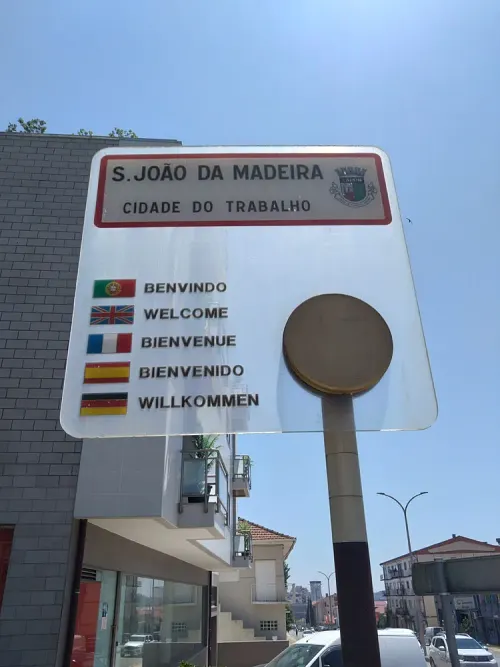 S. JOÃO DA MADEIRA
CIDADE DO TRABALHO
BENVINDO
WELCOME
BIENVENUE
BIENVENIDO
WILLKOMMEN